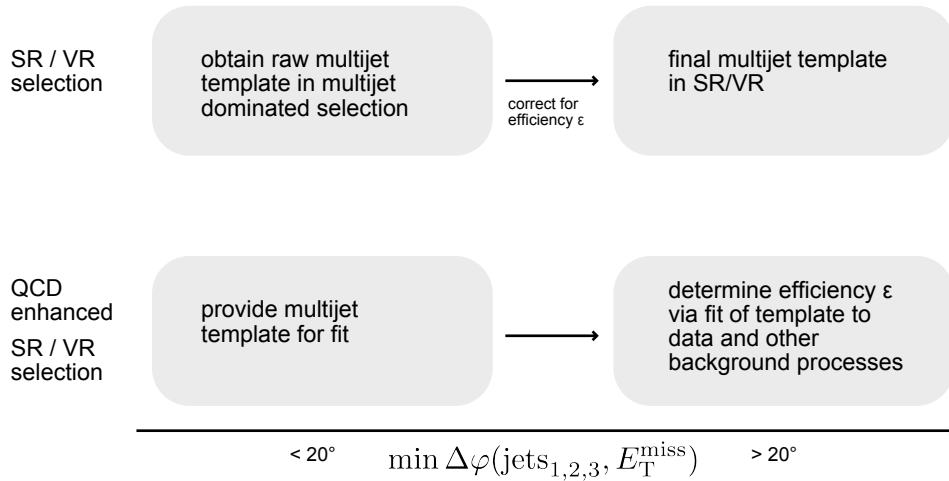 SR / VR
selection
obtain raw multijet
template in multijet
dominated selection
correct for
efficiency ε
final multijet template
in SR/VR
QCD
enhanced
SR / VR
selection
provide multijet
template for fit
determine efficiency ε
via fit of template to
data and other
background processes
< 20° min Δφ(jets₁,₂,₃, E_T^miss) > 20°